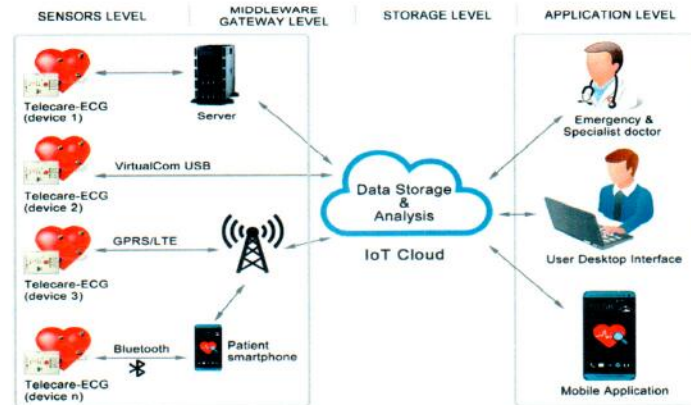 SENSORS LEVEL
MIDDLEWARE
GATEWAY LEVEL
STORAGE LEVEL
APPLICATION LEVEL
Telecare-ECG
(device 1)
Server
Emergency &
Specialist doctor
Telecare-ECG
(device 2)
VirtualCom USB
Data Storage
&
Analysis
IoT Cloud
Telecare-ECG
(device 3)
GPRS/LTE
User Desktop Interface
Telecare-ECG
(device n)
Bluetooth
Patient
smartphone
Mobile Application